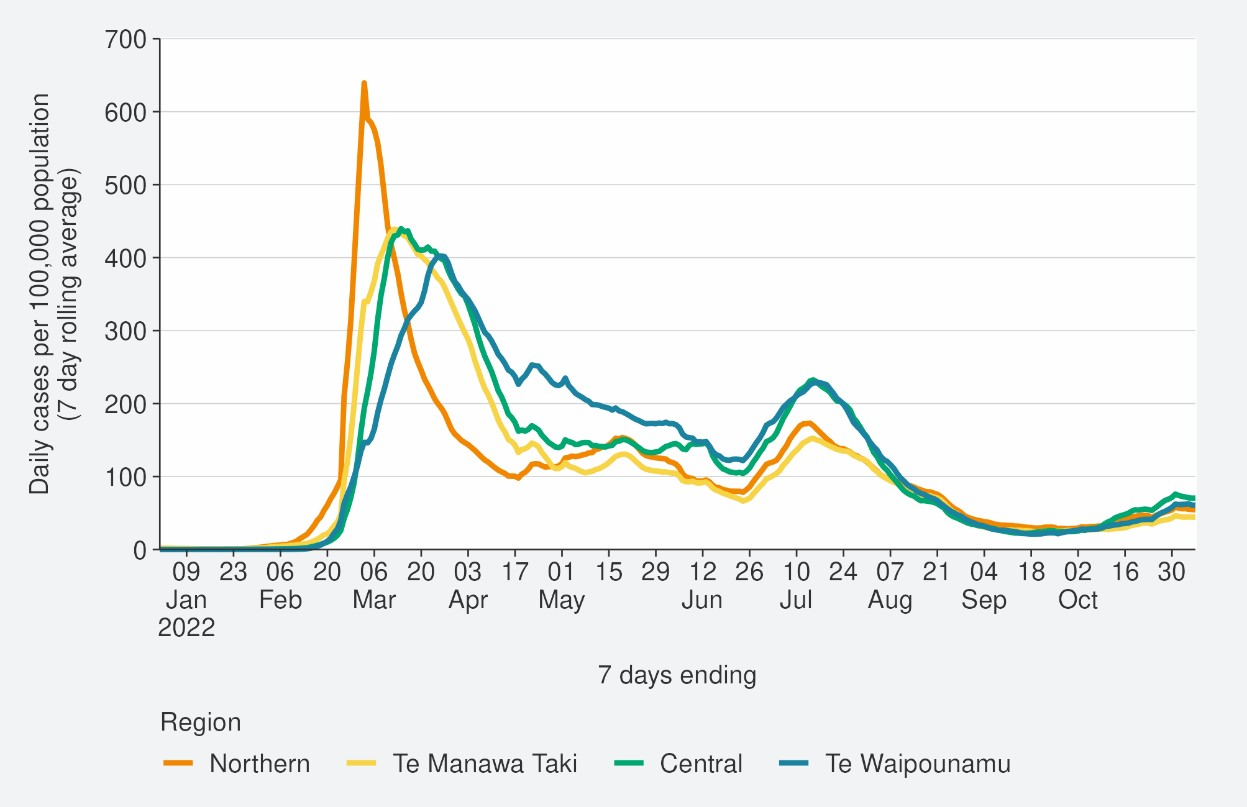 700
600
500
400
300
200
100
0
Daily cases per 100,000 population
(7 day rolling average)
09 23 06 20 06 20 03 17 01 15 29 12 26 10 24 07 21 04 18 02 16 30
Jan Feb Mar Apr May Jun Jul Aug Sep Oct
2022
7 days ending
Region
Northern Te Manawa Taki Central Te Waipounamu